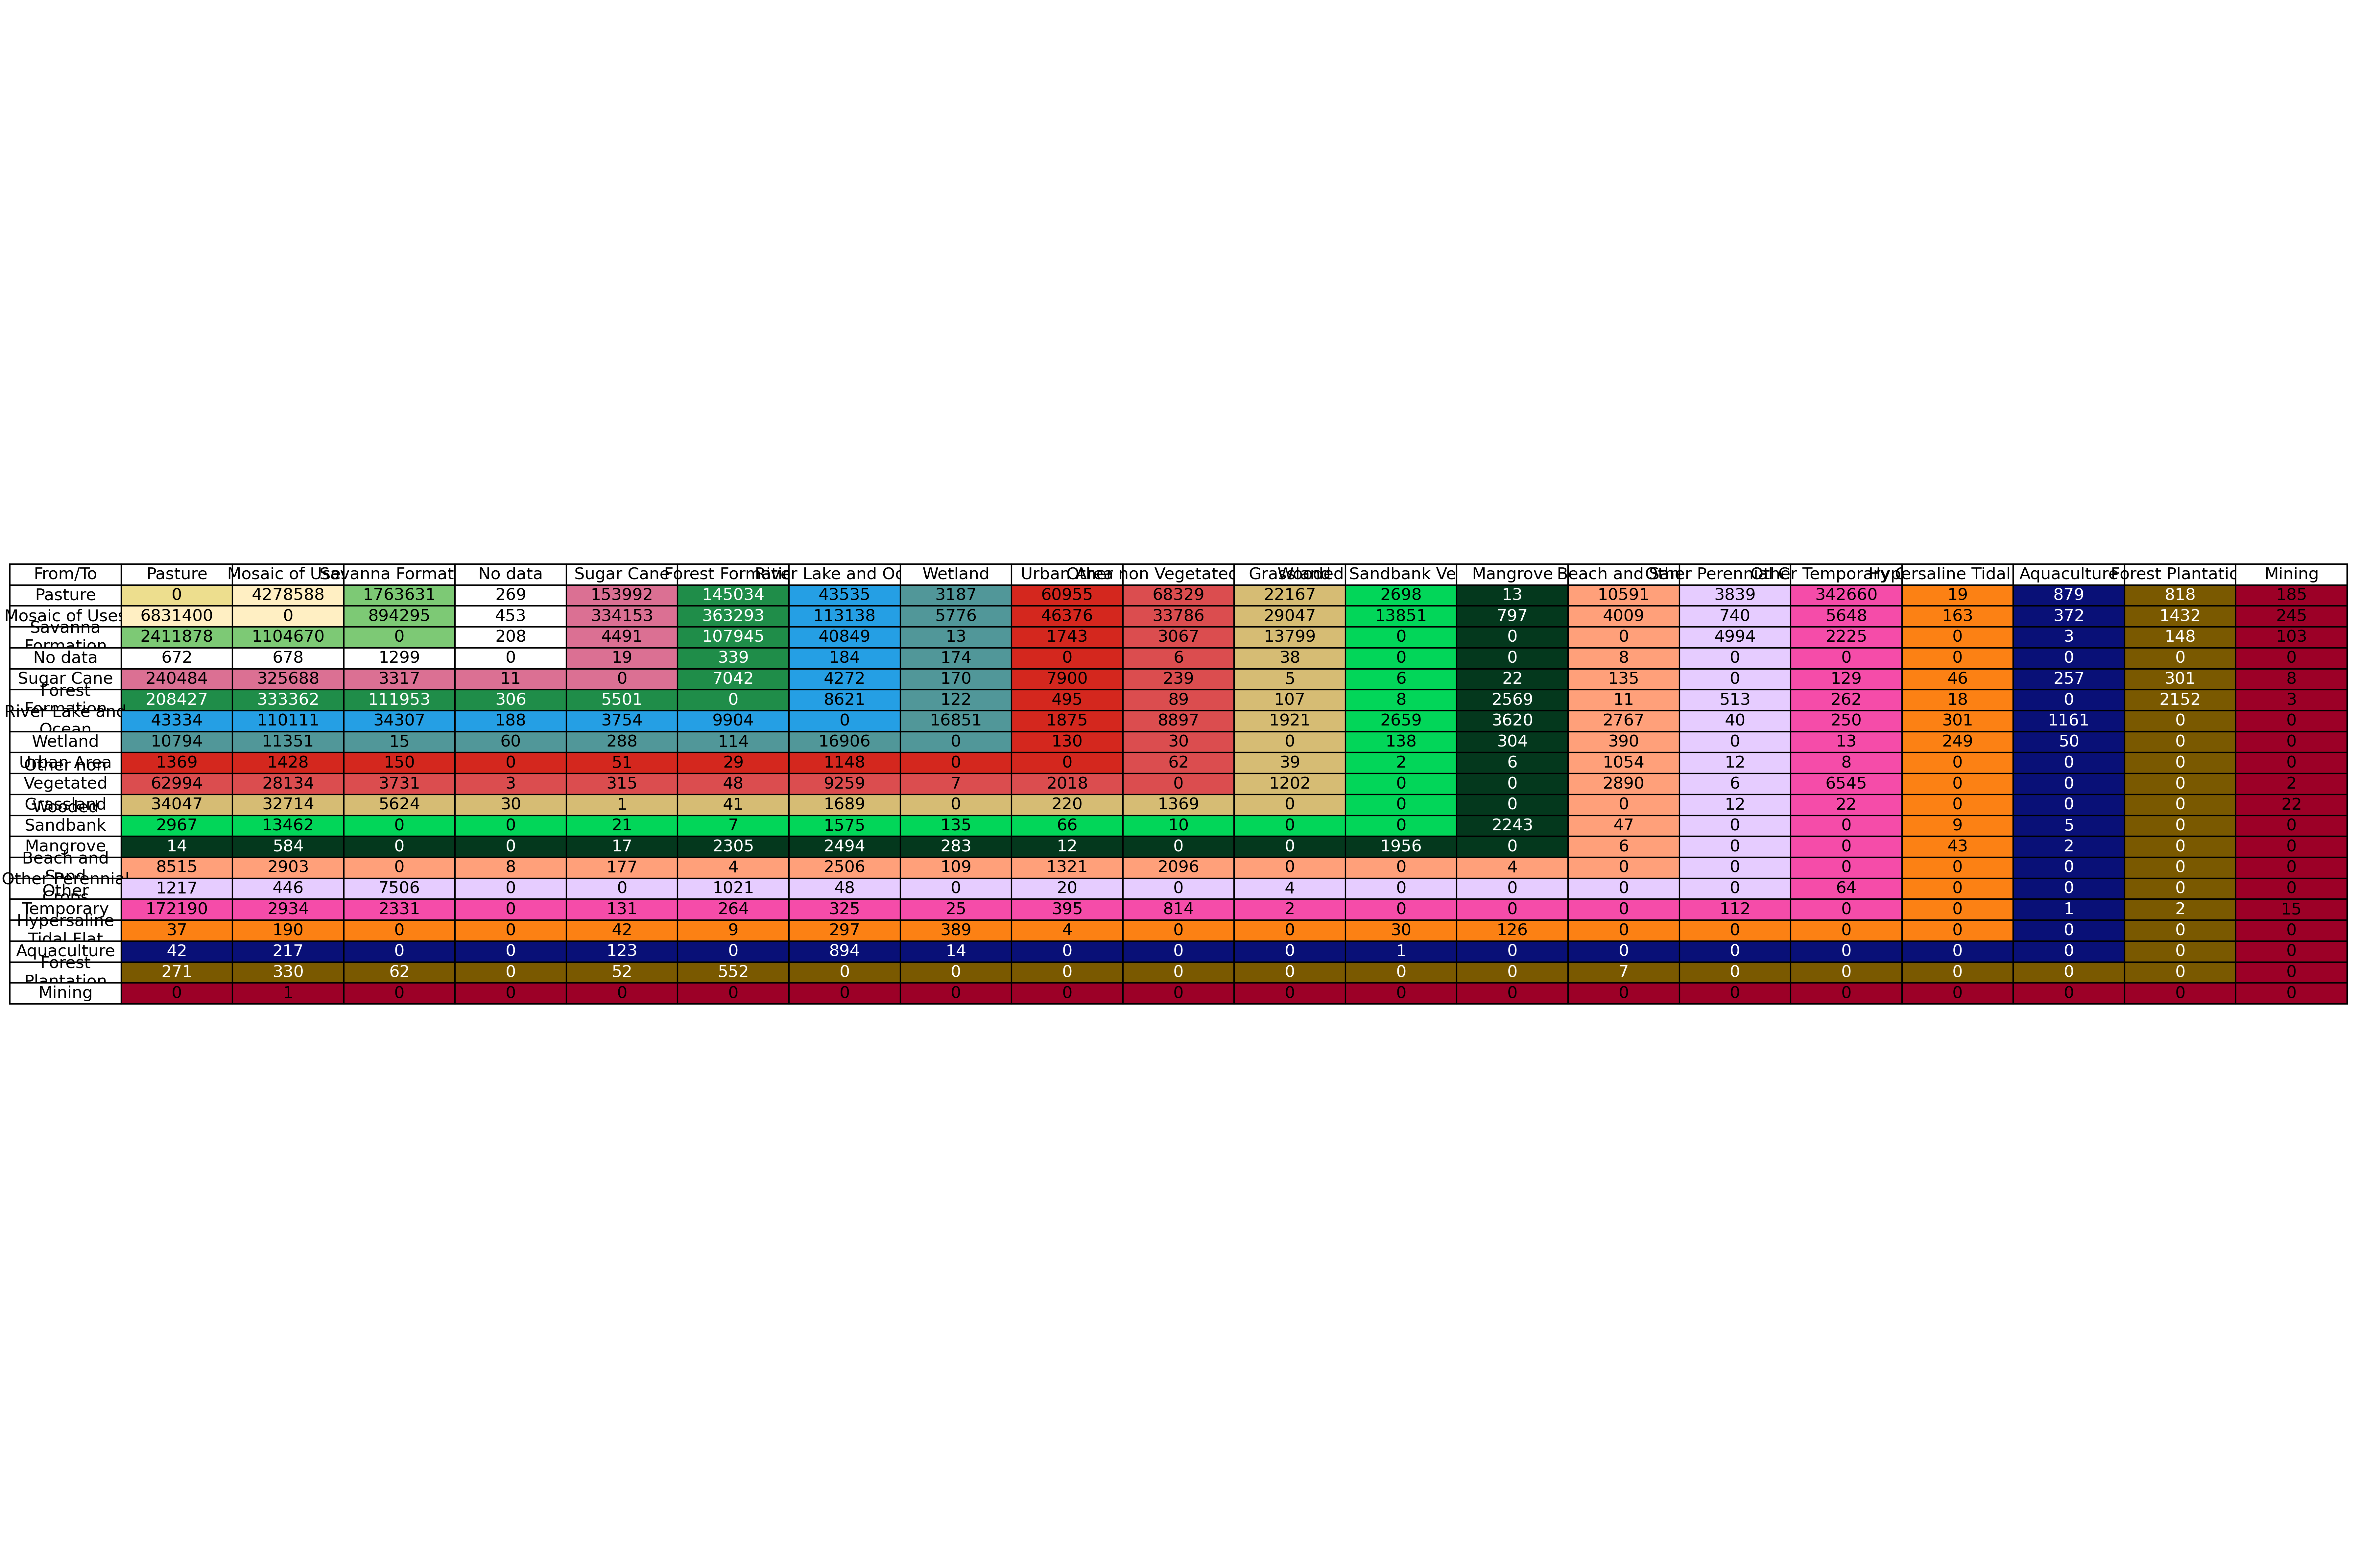 From/To Pasture Mosaic of Uses Savanna Format No data Sugar Cane Forest Formation River Lake and Oc Wetland Urban Area Other non Vegetated Grassland Wooded Sandbank Ve Mangrove Beach and San Other Perennial C Other Temporary C Hypersaline Tidal Aquaculture Forest Plantatio Mining
Pasture 0 4278588 1763631 269 153992 145034 43535 3187 60955 68329 22167 2698 13 10591 3839 342660 19 879 818 185
Mosaic of Uses 6831400 0 894295 453 334153 363293 113138 5776 46376 33786 29047 13851 797 4009 740 5648 163 372 1432 245
Savanna Formation 2411878 1104670 0 208 4491 107945 40849 13 1743 3067 13799 0 0 0 4994 2225 0 3 148 103
No data 672 678 1299 0 19 339 184 174 0 6 38 0 0 8 0 0 0 0 0 0
Sugar Cane 240484 325688 3317 11 0 7042 4272 170 7900 239 5 6 22 135 0 129 46 257 301 8
Forest Formation 208427 333362 111953 306 5501 0 8621 122 495 89 107 8 2569 11 513 262 18 0 2152 3
River Lake and Ocean 43334 110111 34307 188 3754 9904 0 16851 1875 8897 1921 2659 3620 2767 40 250 301 1161 0 0
Wetland 10794 11351 15 60 288 114 16906 0 130 30 0 138 304 390 0 13 249 50 0 0
Urban Area 1369 1428 150 0 51 29 1148 0 0 62 39 2 6 1054 12 8 0 0 0 0
Other non Vegetated 62994 28134 3731 3 315 48 9259 7 2018 0 1202 0 0 2890 6 6545 0 0 0 2
Grassland 34047 32714 5624 30 1 41 1689 0 220 1369 0 0 0 0 12 22 0 0 0 22
Wooded Sandbank 2967 13462 0 0 21 7 1575 135 66 10 0 0 2243 47 0 0 9 5 0 0
Mangrove 14 584 0 0 17 2305 2494 283 12 0 0 1956 0 6 0 0 43 2 0 0
Beach and Sand 8515 2903 0 8 177 4 2506 109 1321 2096 0 0 4 0 0 0 0 0 0 0
Other Perennial Crops 1217 446 7506 0 0 1021 48 0 20 0 4 0 0 0 0 64 0 0 0 0
Other Temporary 172190 2934 2331 0 131 264 325 25 395 814 2 0 0 0 112 0 0 1 2 15
Hypersaline Tidal Flat 37 190 0 0 42 9 297 389 4 0 0 30 126 0 0 0 0 0 0 0
Aquaculture 42 217 0 0 123 0 894 14 0 0 0 1 0 0 0 0 0 0 0 0
Forest Plantation 271 330 62 0 52 552 0 0 0 0 0 0 0 7 0 0 0 0 0 0
Mining 0 1 0 0 0 0 0 0 0 0 0 0 0 0 0 0 0 0 0 0